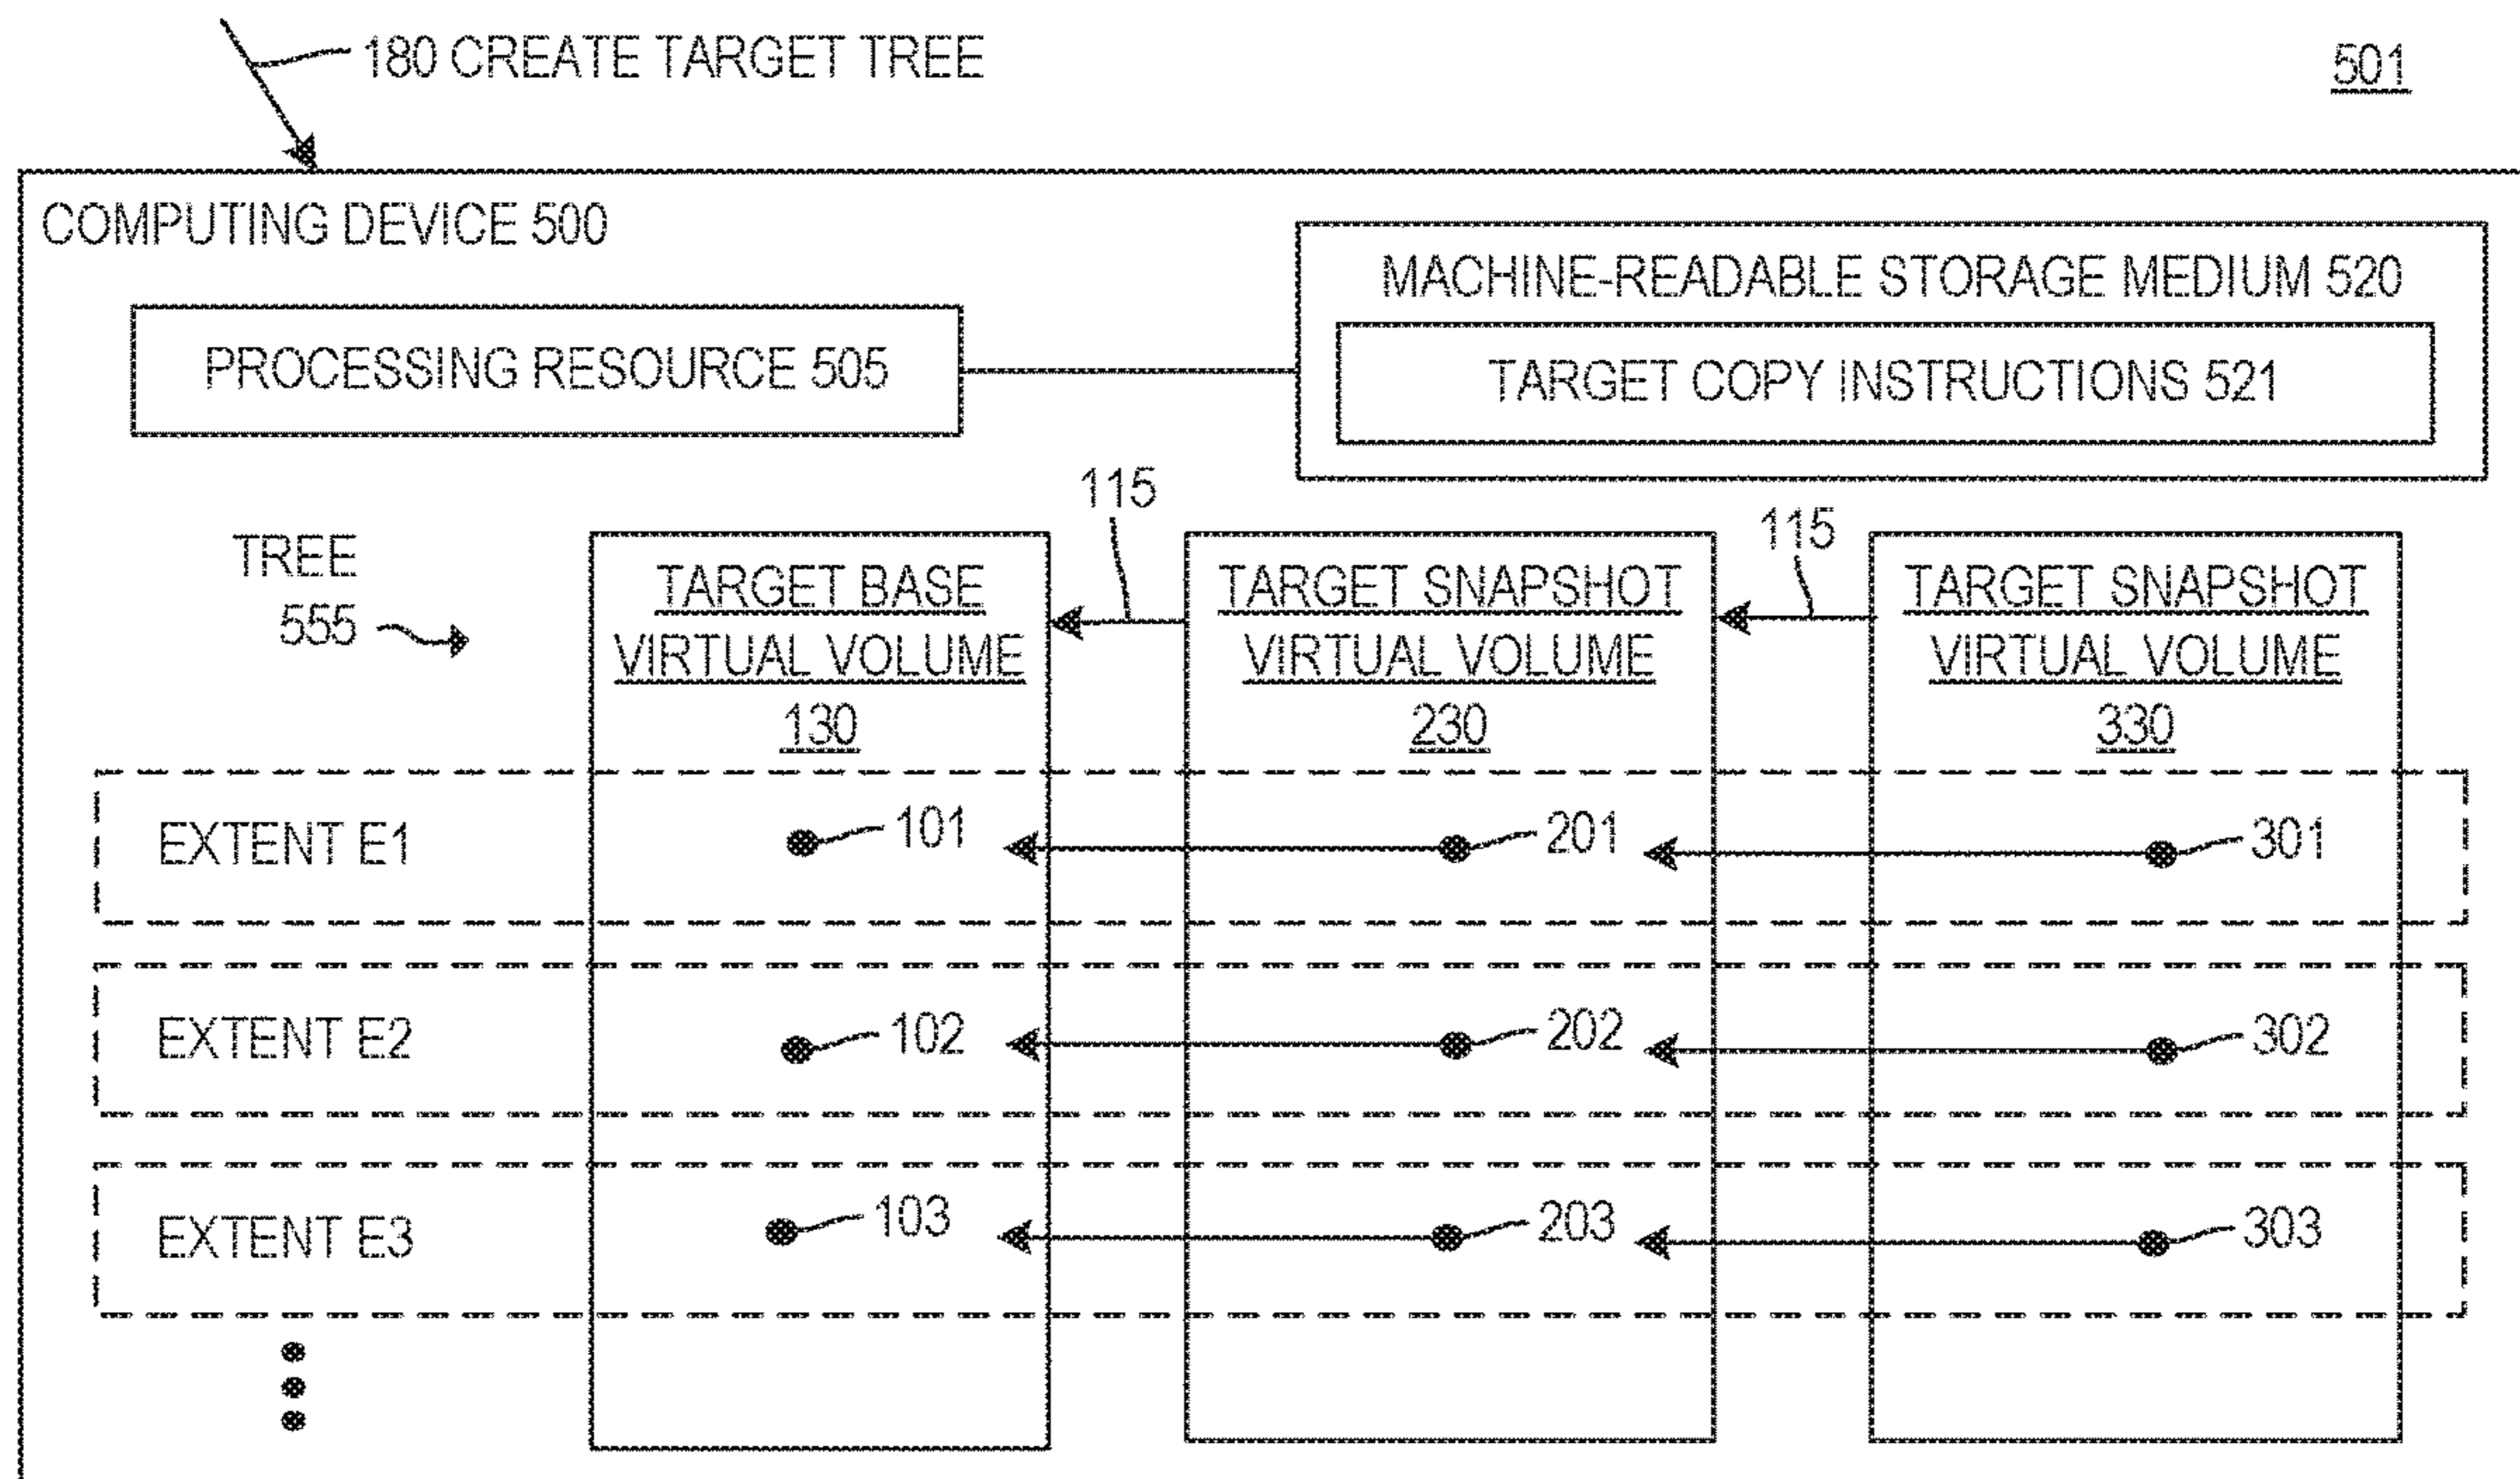 180 CREATE TARGET TREE
501
COMPUTING DEVICE 500
MACHINE-READABLE STORAGE MEDIUM 520
PROCESSING RESOURCE 505
TARGET COPY INSTRUCTIONS 521
115
115
TREE
555
TARGET BASE
VIRTUAL VOLUME
130
TARGET SNAPSHOT
VIRTUAL VOLUME
230
TARGET SNAPSHOT
VIRTUAL VOLUME
330
EXTENT E1
101
201
301
EXTENT E2
102
202
302
EXTENT E3
103
203
303